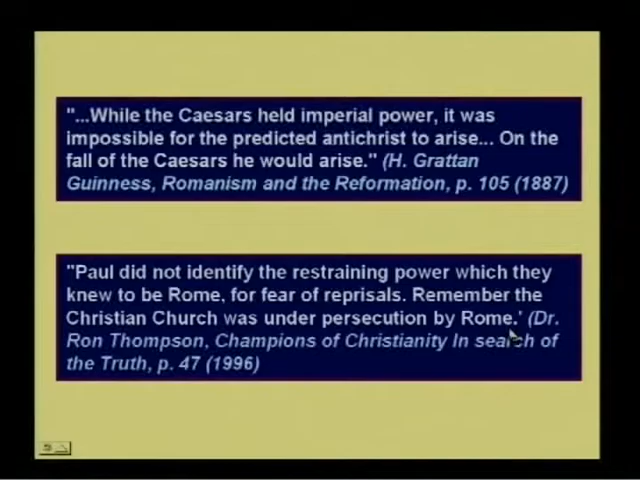 "...While the Caesars held imperial power, it was
impossible for the predicted antichrist to arise... On the
fall of the Caesars he would arise." (H. Grattan
Guinness, Romanism and the Reformation, p. 105 (1887)
"Paul did not identify the restraining power which they
knew to be Rome, for fear of reprisals. Remember the
Christian Church was under persecution by Rome.' (Dr.
Ron Thompson, Champions of Christianity In search of
the Truth, p. 47 (1996)